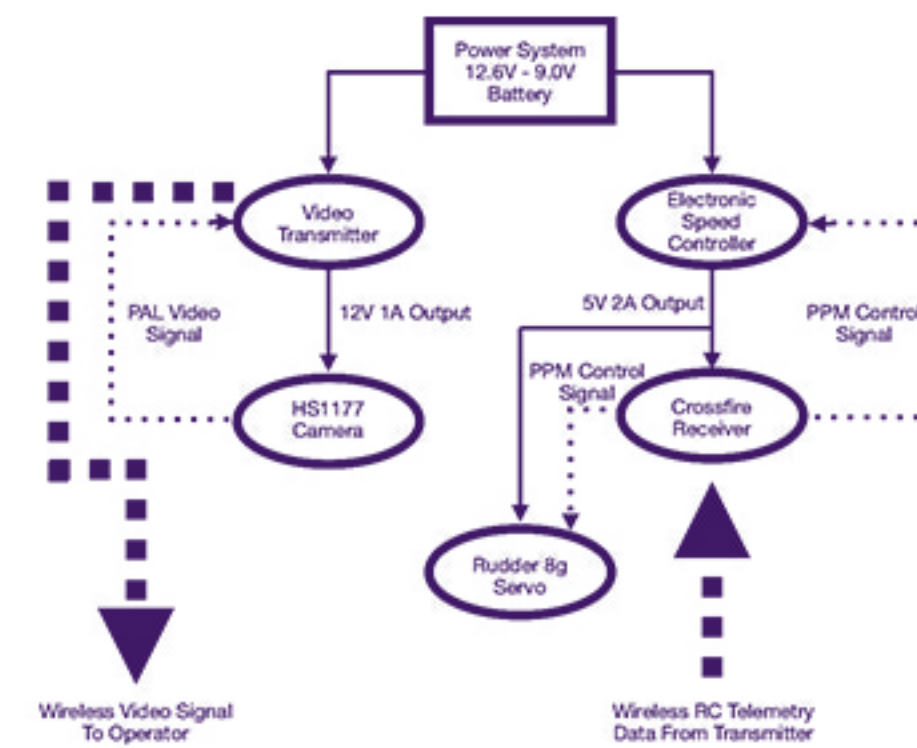 Power System
12.6V - 9.0V
Battery
Video
Transmitter
Electronic
Speed
Controller
PAL Video
Signal
12V 1A Output
5V 2A Output
PPM Control
Signal
PPM Control
Signal
HS1177
Camera
Crossfire
Receiver
Rudder 8g
Servo
Wireless Video Signal
To Operator
Wireless RC Telemetry
Data From Transmitter